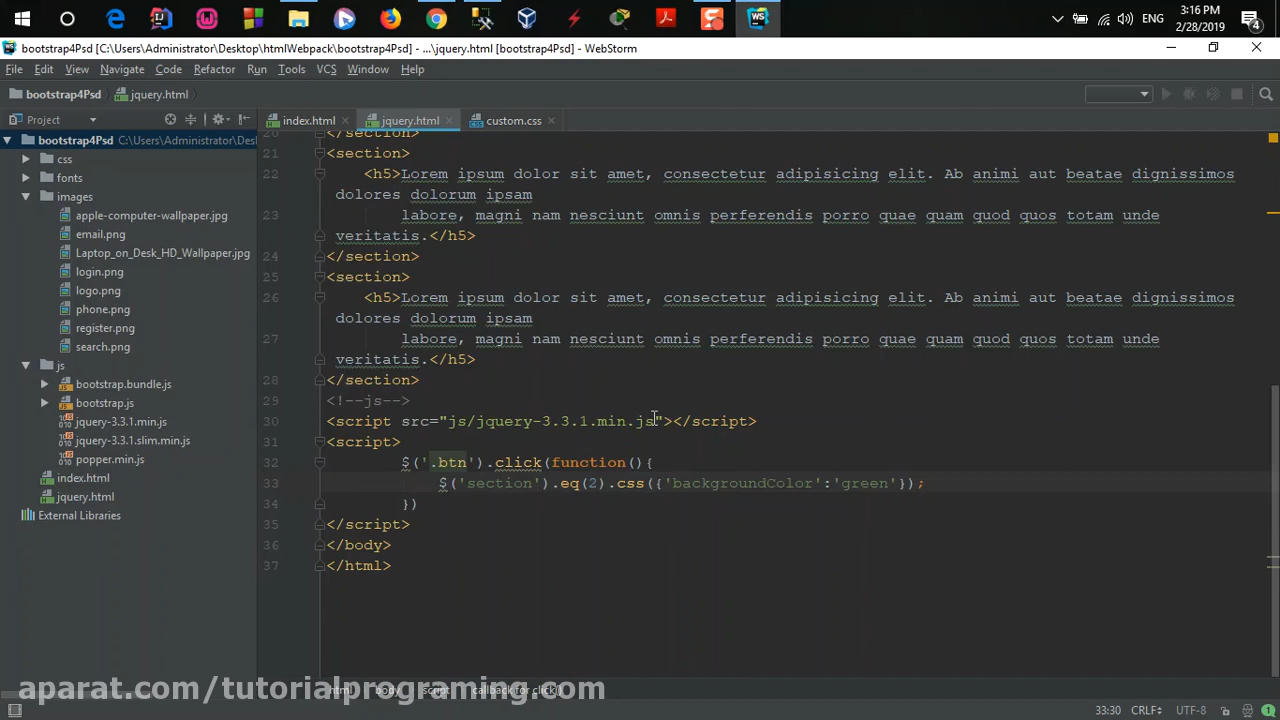 ENG
3:16 PM
2/28/2019
4
WS
bootstrap4Psd [C:\Users\Administrator\Desktop\htmlWebpack\bootstrap4Psd] - ...\jquery.html [bootstrap4Psd] - WebStorm
File Edit View Navigate Code Refactor Run Tools VCS Window Help
bootstrap4Psd jquery.html
Project
index.html jquery.html custom.css
bootstrap4Psd C:\Users\Administrator\Des
css
fonts
images
apple-computer-wallpaper.jpg
email.png
Laptop_on_Desk_HD_Wallpaper.jpg
login.png
logo.png
phone.png
register.png
search.png
js
bootstrap.bundle.js
bootstrap.js
jquery-3.3.1.min.js
jquery-3.3.1.slim.min.js
popper.min.js
index.html
jquery.html
External Libraries
20 </section>
21 <section>
22 <h5>Lorem ipsum dolor sit amet, consectetur adipisicing elit. Ab animi aut beatae dignissimos
dolores dolorum ipsam
23 labore, magni nam nesciunt omnis perferendis porro quae quam quod quos totam unde
veritatis.</h5>
24 </section>
25 <section>
26 <h5>Lorem ipsum dolor sit amet, consectetur adipisicing elit. Ab animi aut beatae dignissimos
dolores dolorum ipsam
27 labore, magni nam nesciunt omnis perferendis porro quae quam quod quos totam unde
veritatis.</h5>
28 </section>
29 <!--js-->
30 <script src="js/jquery-3.3.1.min.js"></script>
31 <script>
32 $('.btn').click(function(){
33 $('section').eq(2).css({'backgroundColor':'green'});
34 })
35 </script>
36 </body>
37 </html>
html body script callback for click()
aparat.com/tutorialprograming.com
33:30 CRLF UTF-8 1